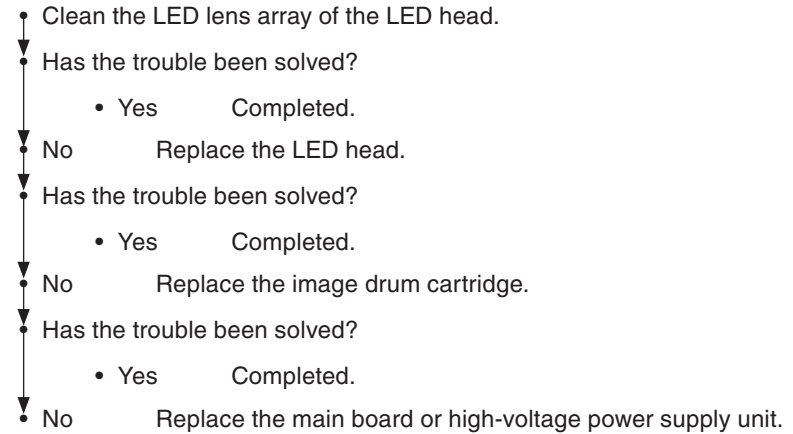 • Clean the LED lens array of the LED head.
• Has the trouble been solved?
• Yes Completed.
• No Replace the LED head.
• Has the trouble been solved?
• Yes Completed.
• No Replace the image drum cartridge.
• Has the trouble been solved?
• Yes Completed.
• No Replace the main board or high-voltage power supply unit.